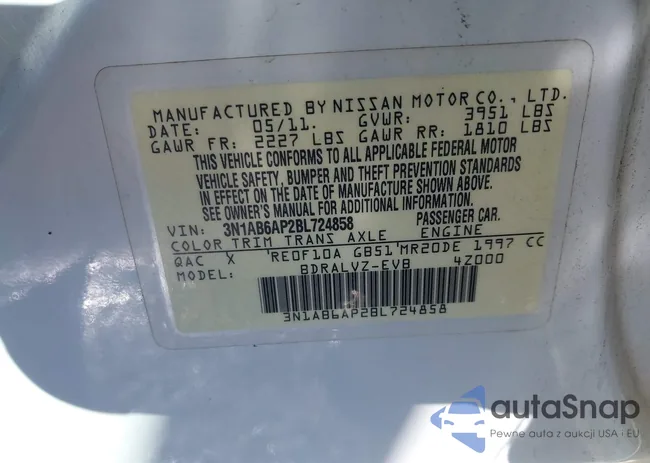 MANUFACTURED BY NISSAN MOTOR CO., LTD.
DATE: 05/11. GVWR: 3951 LBS
GAWR FR: 2227 LBS GAWR RR: 1810 LBS
THIS VEHICLE CONFORMS TO ALL APPLICABLE FEDERAL MOTOR
VEHICLE SAFETY, BUMPER AND THEFT PREVENTION STANDARDS
IN EFFECT ON THE DATE OF MANUFACTURE SHOWN ABOVE.
SEE OWNER'S MANUAL FOR ADDITIONAL INFORMATION.
VIN: 3N1AB6AP2BL724858 PASSENGER CAR.
COLOR TRIM TRANS AXLE ENGINE
QAC X 'RE0F10A GB51'MR20DE 1997 CC
MODEL: BDRALVZ-EVB 4Z000
3N1AB6AP2BL724858
autaSnap
Pewne auta z aukcji USA i EU